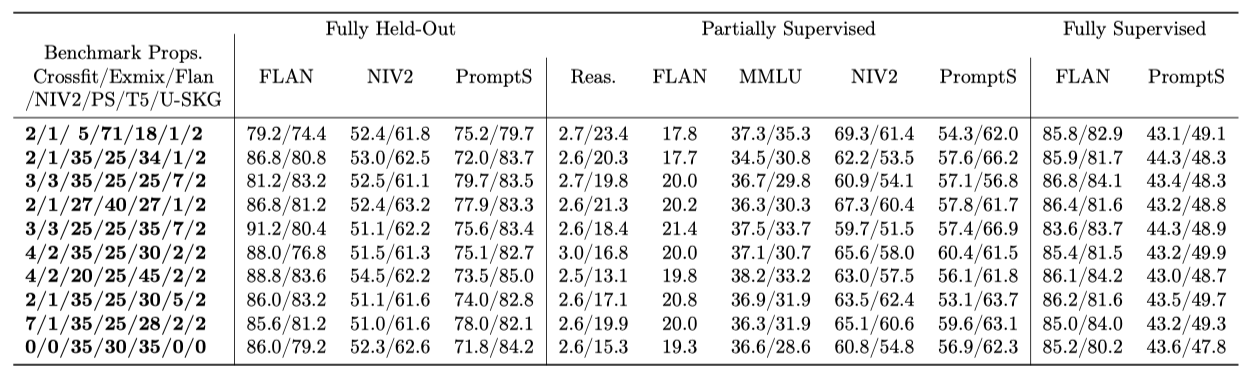 Fully Held-Out Partially Supervised Fully Supervised
Benchmark Props.
Crossfit/Exmix/Flan FLAN NIV2 PromptS Reas. FLAN MMLU NIV2 PromptS FLAN PromptS
/NIV2/PS/T5/U-SKG
2/1/ 5/71/18/1/2 79.2/74.4 52.4/61.8 75.2/79.7 2.7/23.4 17.8 37.3/35.3 69.3/61.4 54.3/62.0 85.8/82.9 43.1/49.1
2/1/35/25/34/1/2 86.8/80.8 53.0/62.5 72.0/83.7 2.6/20.3 17.7 34.5/30.8 62.2/53.5 57.6/66.2 85.9/81.7 44.3/48.3
3/3/35/25/25/7/2 81.2/83.2 52.5/61.1 79.7/83.5 2.7/19.8 20.0 36.7/29.8 60.9/54.1 57.1/56.8 86.8/84.1 43.4/48.3
2/1/27/40/27/1/2 86.8/81.2 52.4/63.2 77.9/83.3 2.6/21.3 20.2 36.3/30.3 67.3/60.4 57.8/61.7 86.4/81.6 43.2/48.8
3/3/25/25/35/7/2 91.2/80.4 51.1/62.2 75.6/83.4 2.6/18.4 21.4 37.5/33.7 59.7/51.5 57.4/66.9 83.6/83.7 44.3/48.9
4/2/35/25/30/2/2 88.0/76.8 51.5/61.3 75.1/82.7 3.0/16.8 20.0 37.1/30.7 65.6/58.0 60.4/61.5 85.4/81.5 43.2/49.9
4/2/20/25/45/2/2 88.8/83.6 54.5/62.2 73.5/85.0 2.5/13.1 19.8 38.2/33.2 63.0/57.5 56.1/61.8 86.1/84.2 43.0/48.7
2/1/35/25/30/5/2 86.0/83.2 51.1/61.6 74.0/82.8 2.6/17.1 20.8 36.9/31.9 63.5/62.4 53.1/63.7 86.2/81.6 43.5/49.7
7/1/35/25/28/2/2 85.6/81.2 51.0/61.6 78.0/82.1 2.6/19.9 20.0 36.3/31.9 65.1/60.6 59.6/63.1 85.0/84.0 43.2/49.3
0/0/35/30/35/0/0 86.0/79.2 52.3/62.6 71.8/84.2 2.6/15.3 19.3 36.6/28.6 60.8/54.8 56.9/62.3 85.2/80.2 43.6/47.8